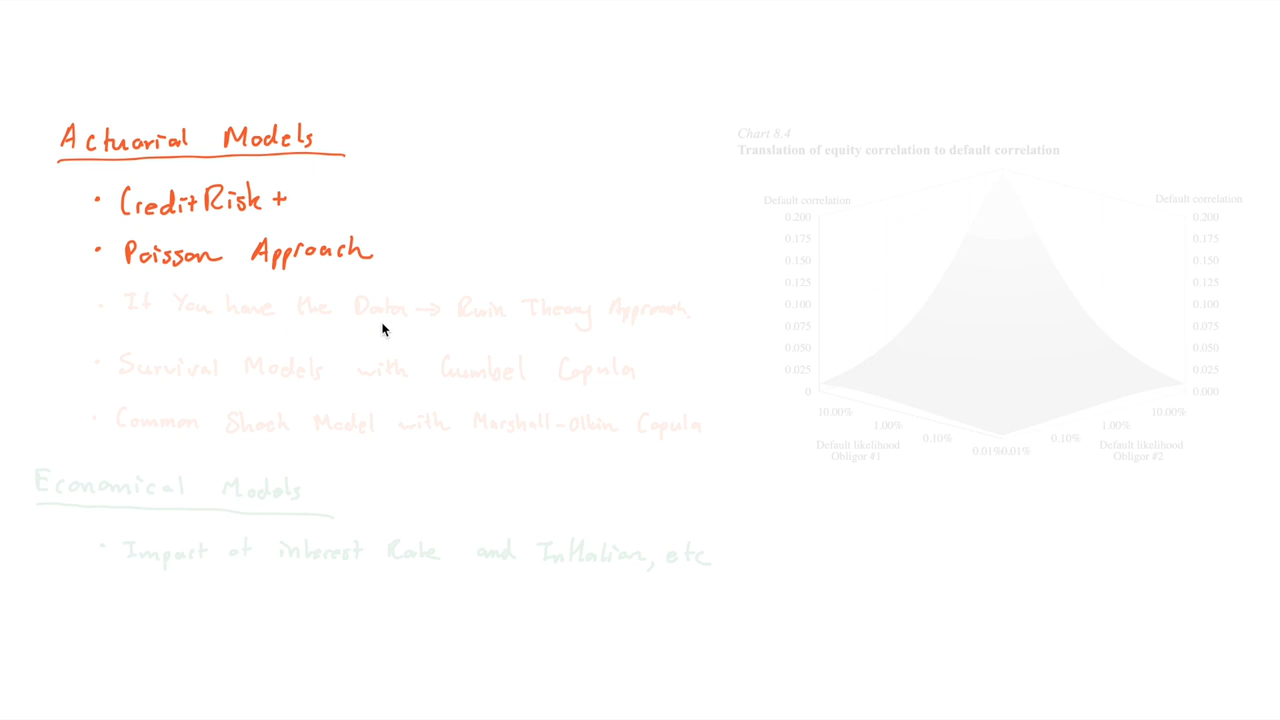 Actuarial Models
• CreditRisk+
• Poisson Approach
• If You have the Data → Ruin Theory Approach.
• Survival Models with Gumbel Copula
• Common Shock Model with Marshall-Olkin Copula
Economical Models
• Impact of interest Rate and Inflation, etc
Chart 8.4
Translation of equity correlation to default correlation
Default correlation
Default correlation
0.200
0.175
0.150
0.125
0.100
0.075
0.050
0.025
0
0.200
0.175
0.150
0.125
0.100
0.075
0.050
0.025
0.000
10.00%
1.00%
0.10%
0.01%
0.01%
0.10%
1.00%
10.00%
Default likelihood
Obligor #1
Default likelihood
Obligor #2